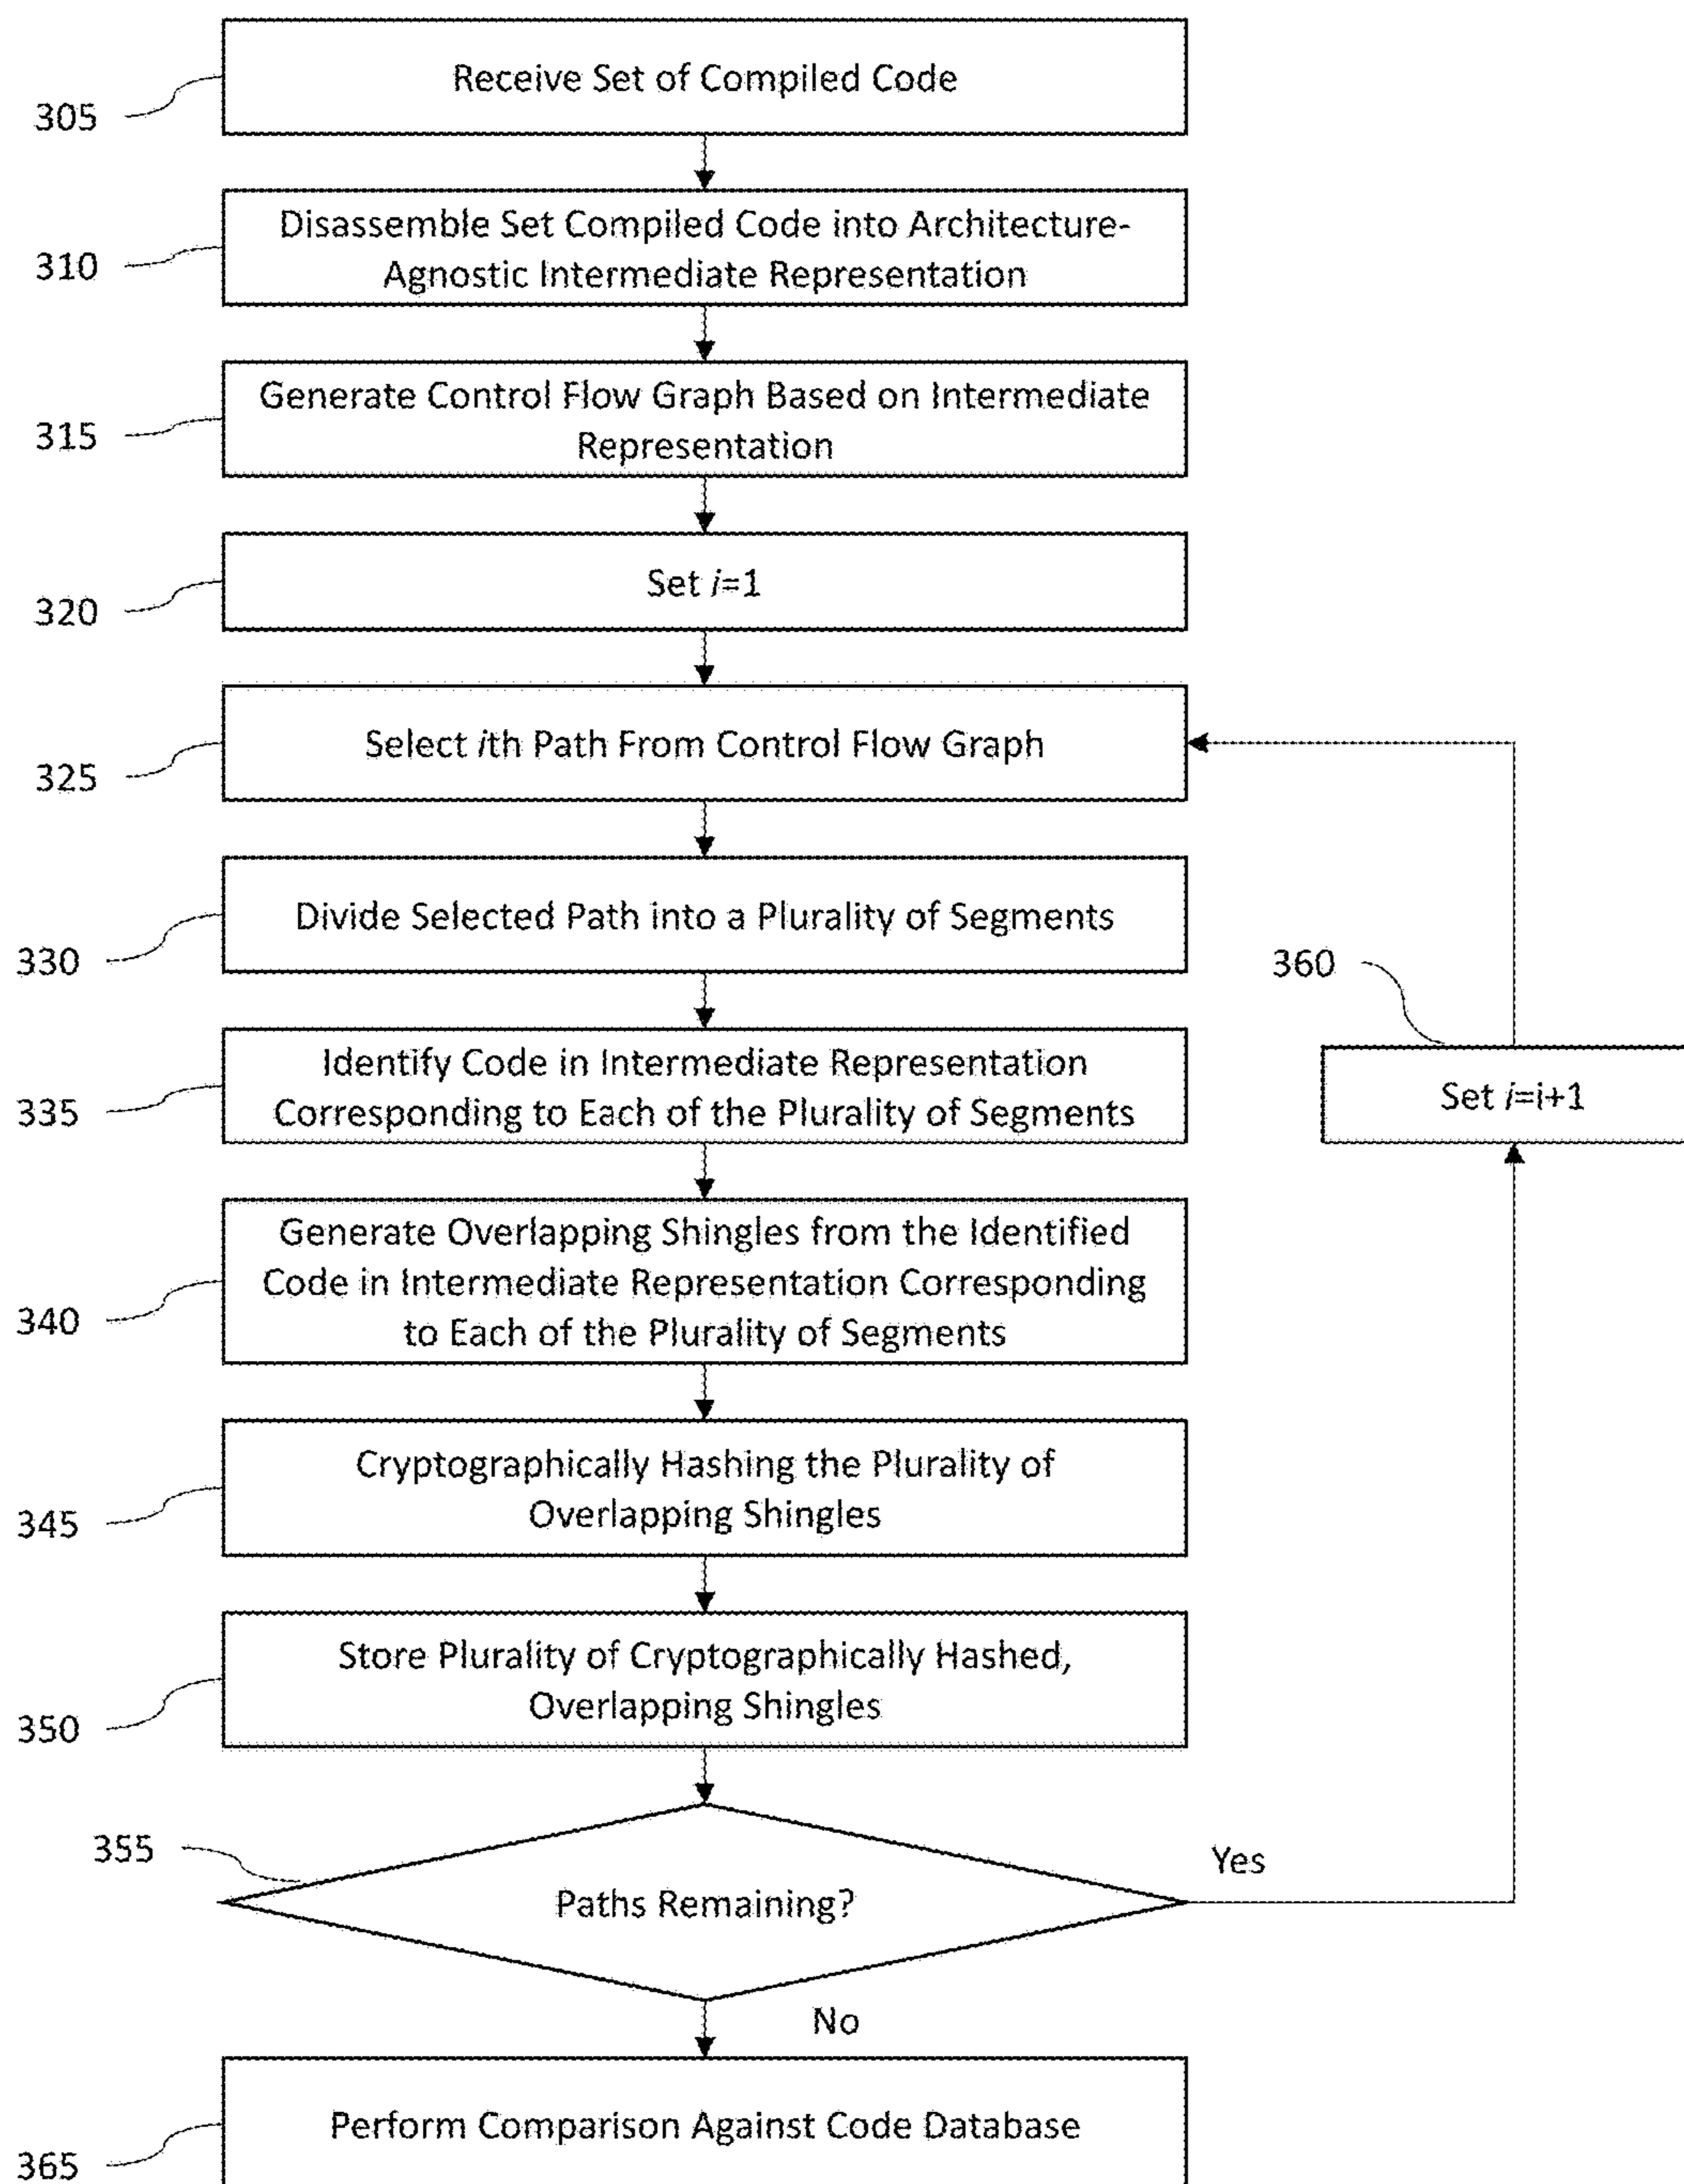 Receive Set of Compiled Code
305
Disassemble Set Compiled Code into Architecture-
Agnostic Intermediate Representation
310
Generate Control Flow Graph Based on Intermediate
Representation
315
Set i=1
320
Select ith Path From Control Flow Graph
325
Divide Selected Path into a Plurality of Segments
330
360
Identify Code in Intermediate Representation
Corresponding to Each of the Plurality of Segments
335
Set i=i+1
Generate Overlapping Shingles from the Identified
Code in Intermediate Representation Corresponding
to Each of the Plurality of Segments
340
Cryptographically Hashing the Plurality of
Overlapping Shingles
345
Store Plurality of Cryptographically Hashed,
Overlapping Shingles
350
355
Yes
Paths Remaining?
No
Perform Comparison Against Code Database
365